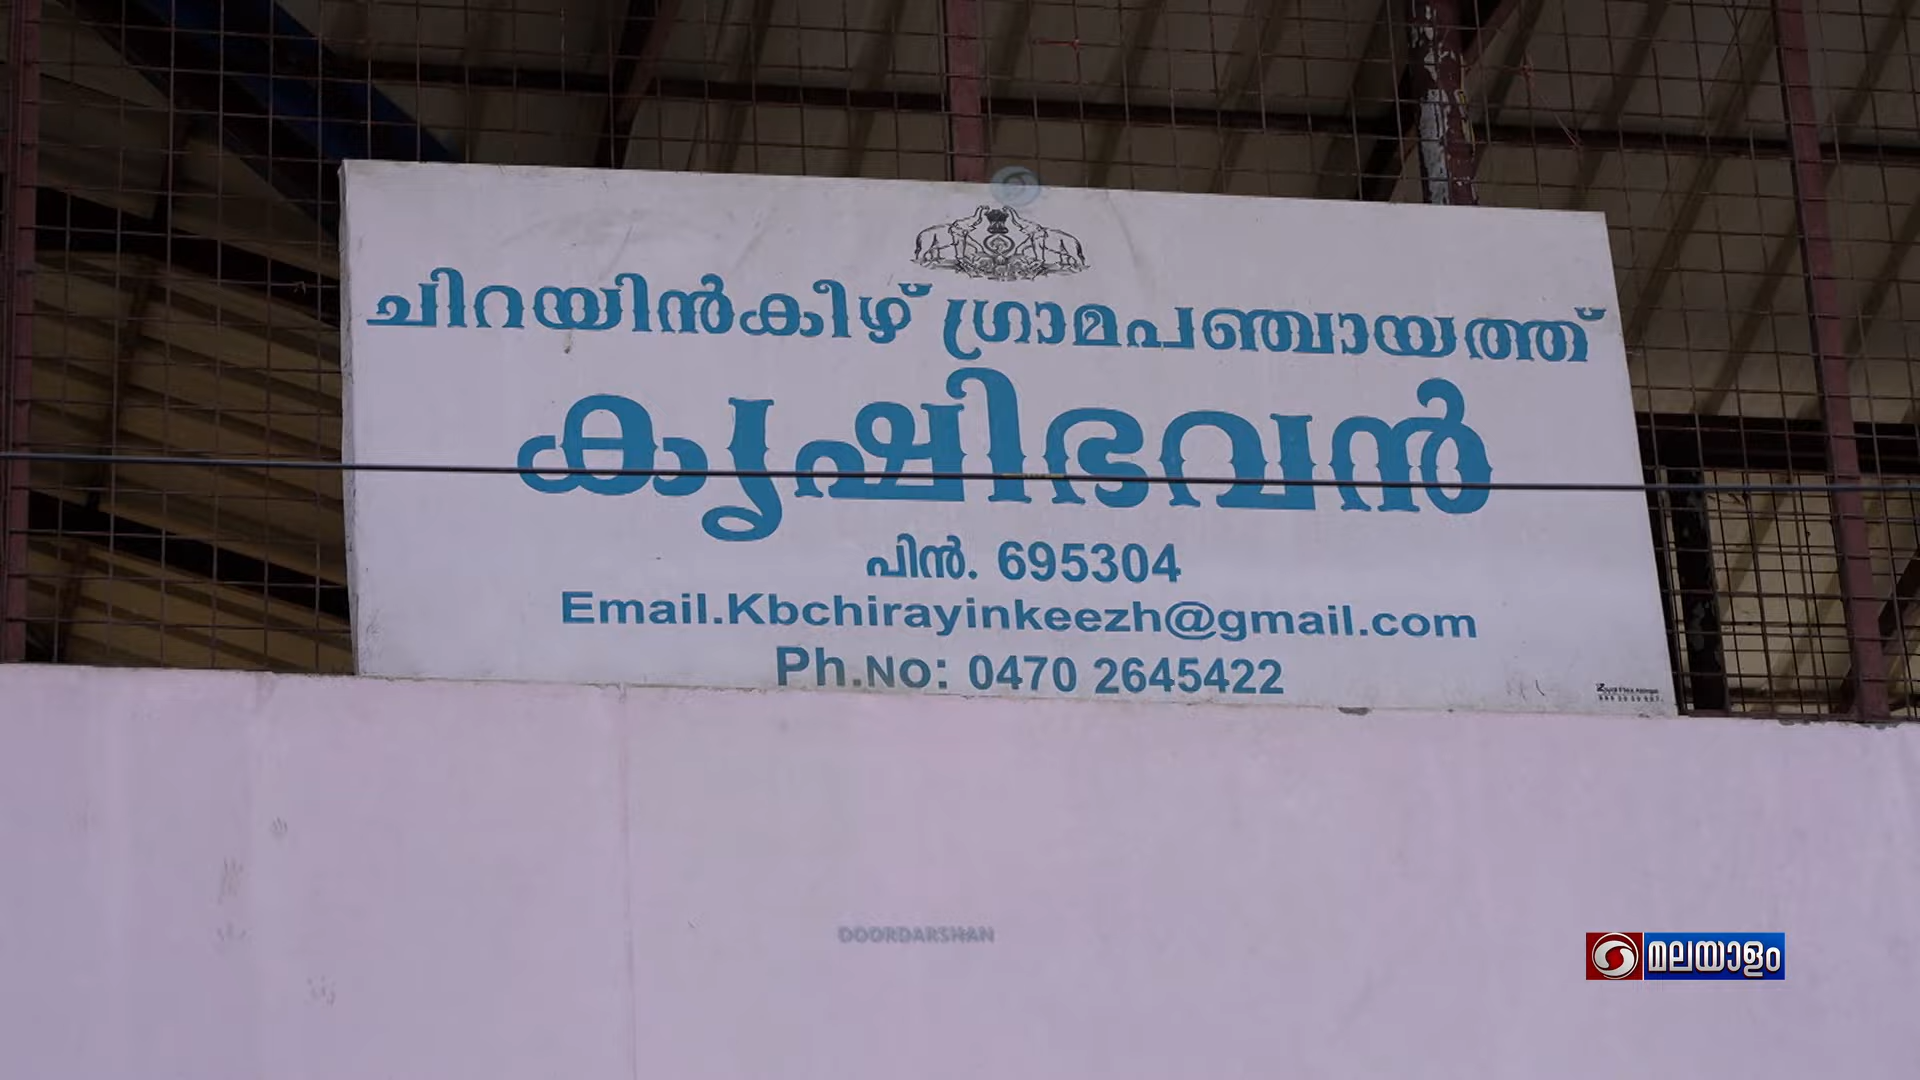 ചിറയിൻകീഴ് ഗ്രാമപഞ്ചായത്ത്
കൃഷിഭവൻ
പിൻ. 695304
Email.Kbchirayinkeezh@gmail.com
Ph.No: 0470 2645422
DOORDARSHAN
മലയാളം